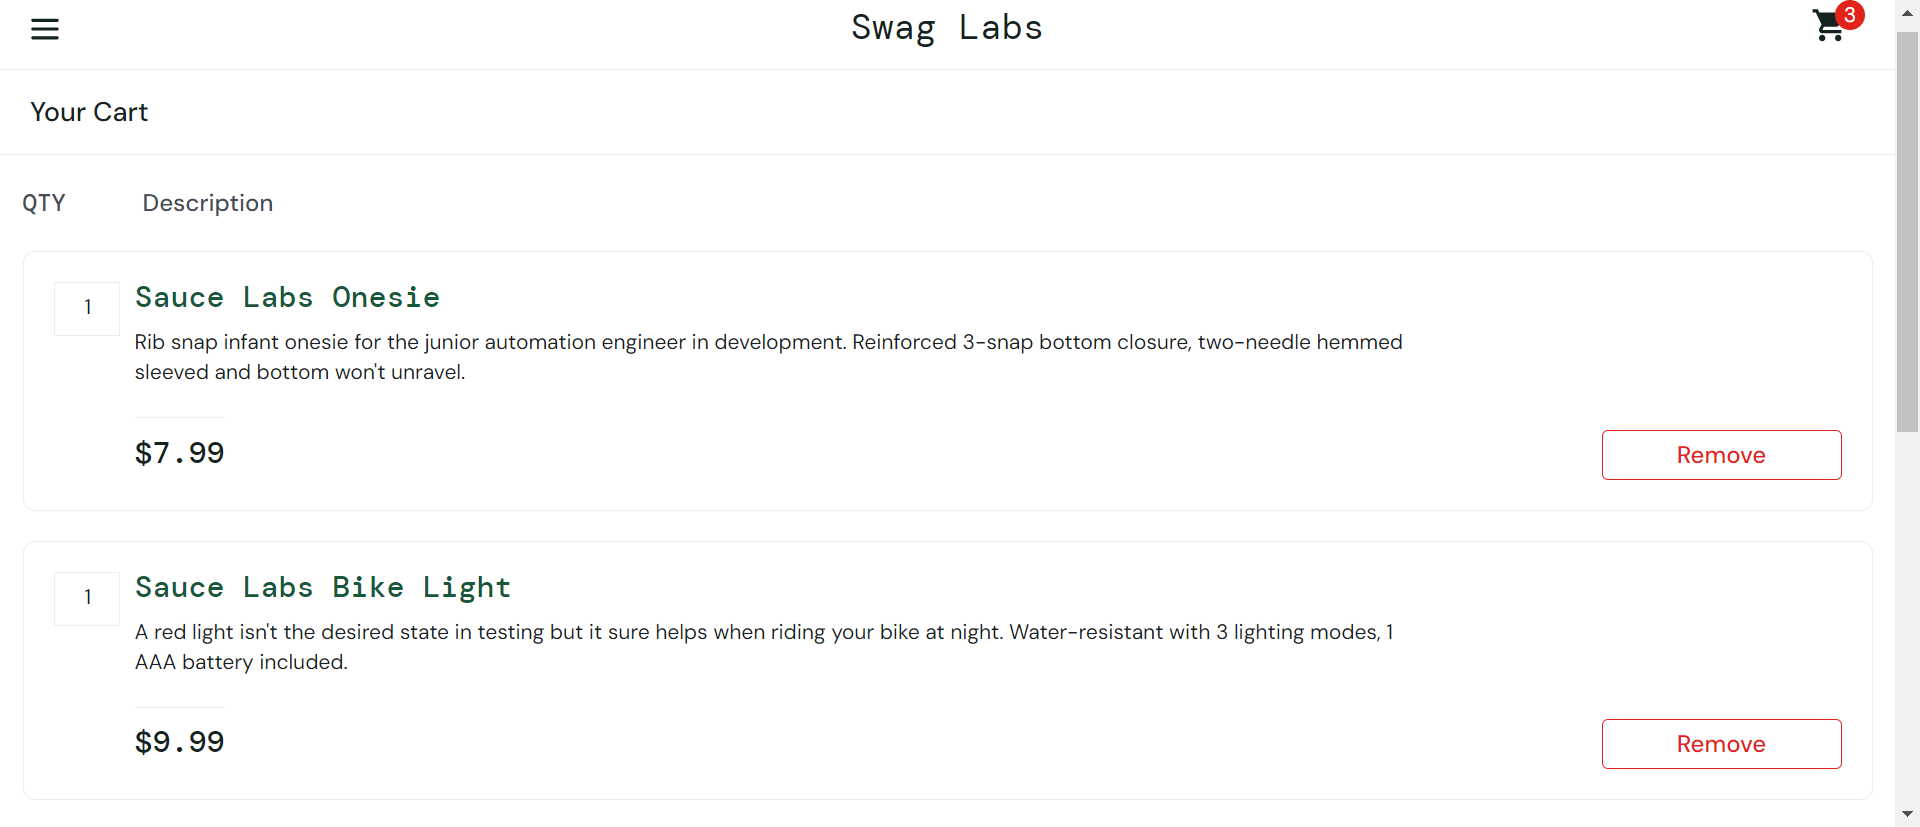 Swag Labs
3
Your Cart
QTY Description
1
Sauce Labs Onesie
Rib snap infant onesie for the junior automation engineer in development. Reinforced 3-snap bottom closure, two-needle hemmed
sleeved and bottom won't unravel.
$7.99
Remove
1
Sauce Labs Bike Light
A red light isn't the desired state in testing but it sure helps when riding your bike at night. Water-resistant with 3 lighting modes, 1
AAA battery included.
$9.99
Remove